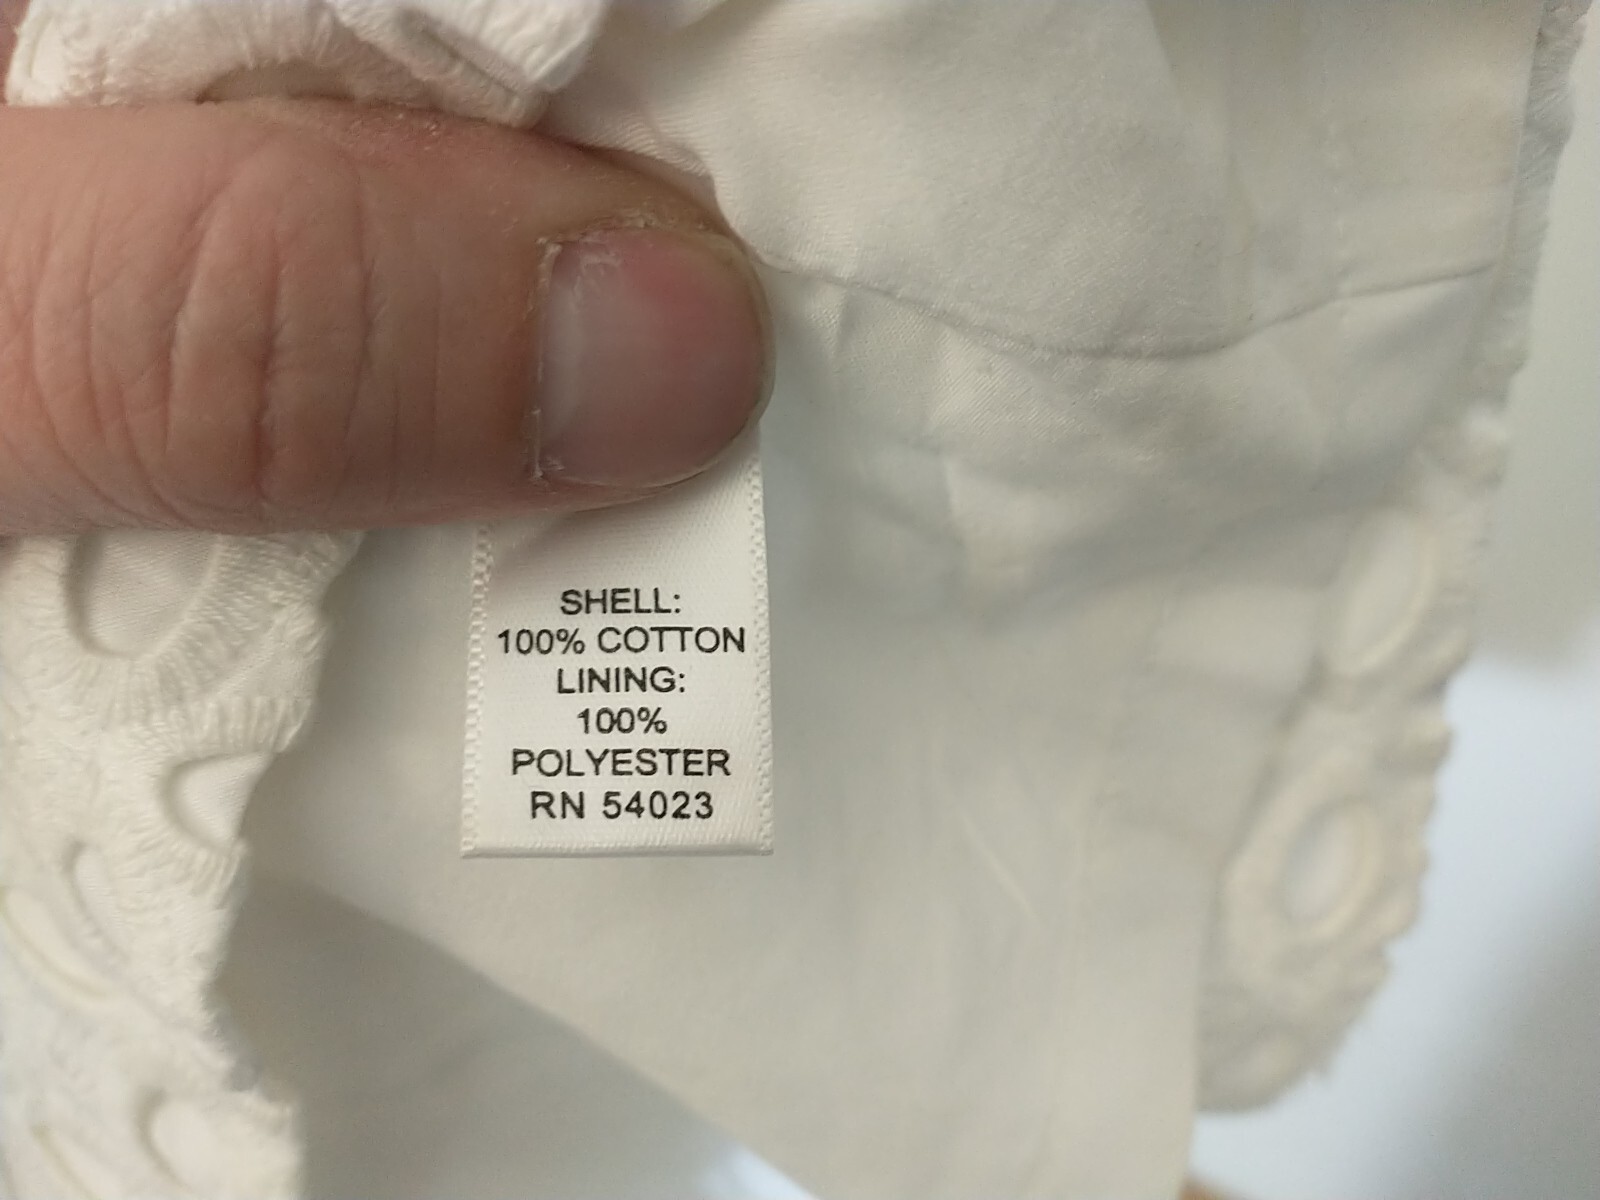 SHELL:
100% COTTON
LINING:
100%
POLYESTER
RN 54023